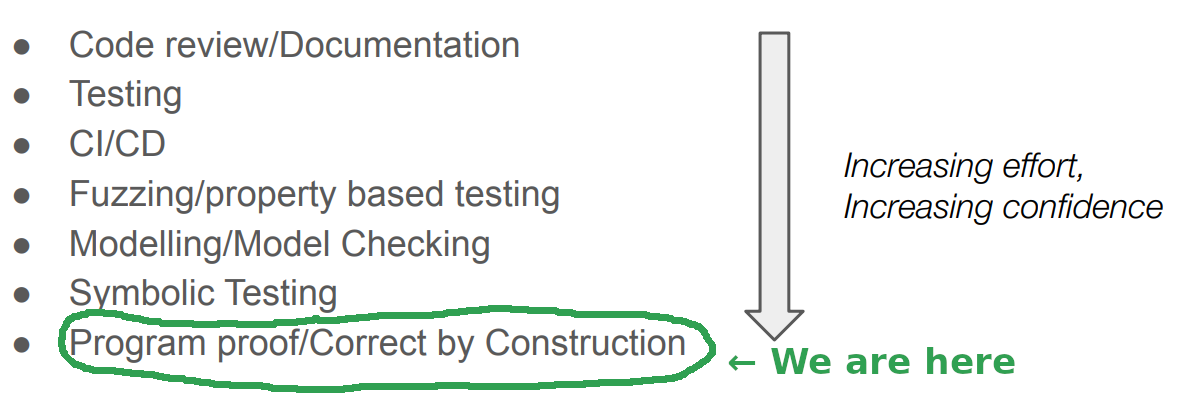 ● Code review/Documentation
● Testing
● CI/CD
● Fuzzing/property based testing
● Modelling/Model Checking
● Symbolic Testing
● Program proof/Correct by Construction
Increasing effort,
Increasing confidence
← We are here